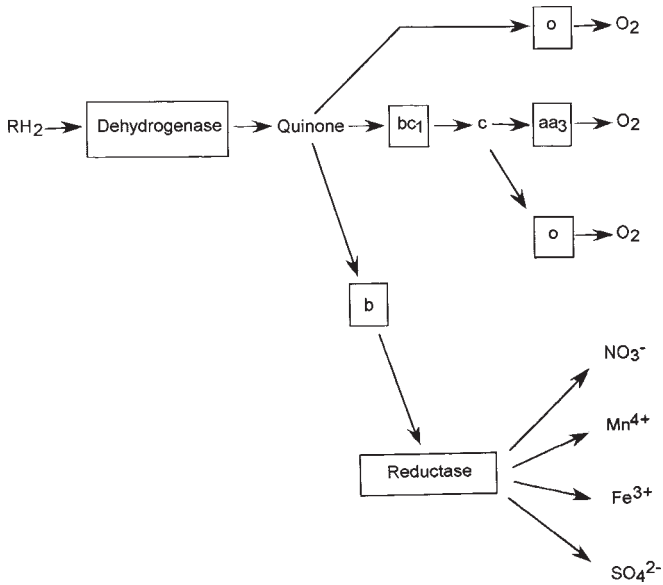 o O2
RH2 Dehydrogenase Quinone bc1 c aa3 O2
o O2
b
NO3-
Mn4+
Reductase
Fe3+
SO42-